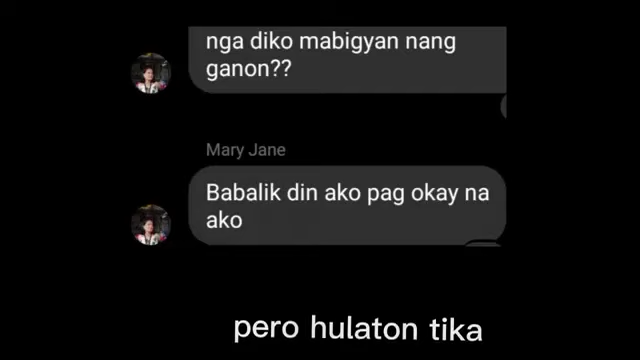 nga diko mabigyan nang
ganon??
Mary Jane
Babalik din ako pag okay na
ako
pero hulaton tika